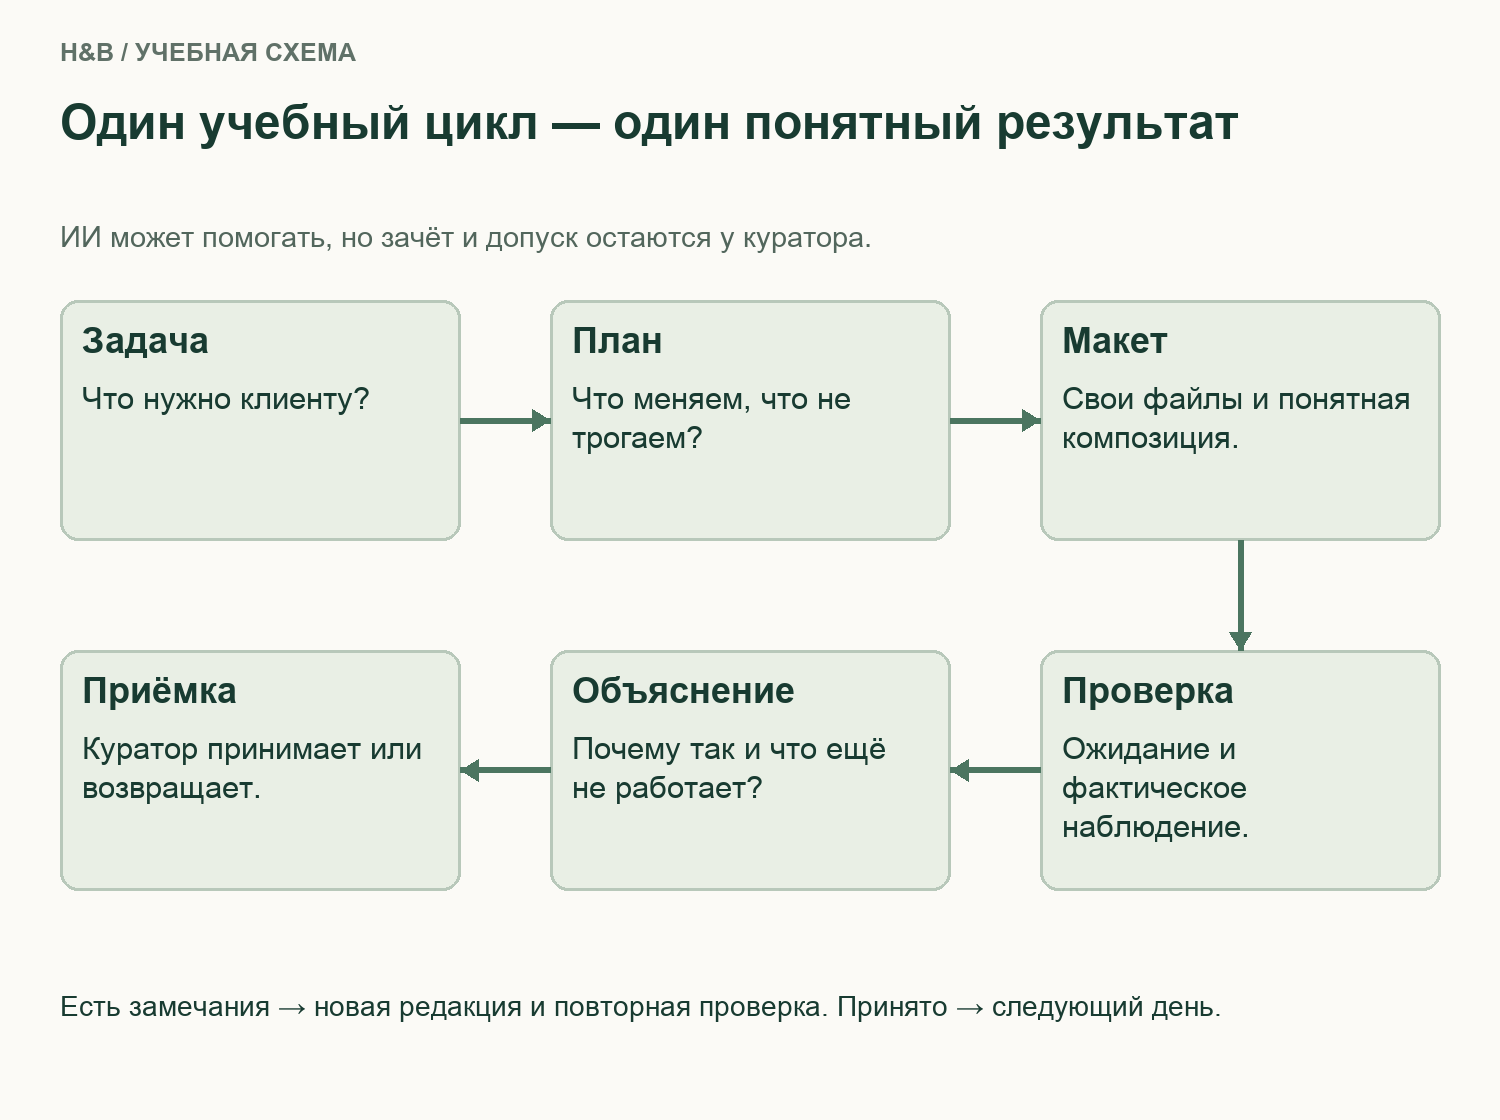 H&B / УЧЕБНАЯ СХЕМА
Один учебный цикл — один понятный результат
ИИ может помогать, но зачёт и допуск остаются у куратора.
Задача
Что нужно клиенту?
План
Что меняем, что не
трогаем?
Макет
Свои файлы и понятная
композиция.
Проверка
Ожидание и
фактическое
наблюдение.
Объяснение
Почему так и что ещё
не работает?
Приёмка
Куратор принимает или
возвращает.
Есть замечания → новая редакция и повторная проверка. Принято → следующий день.